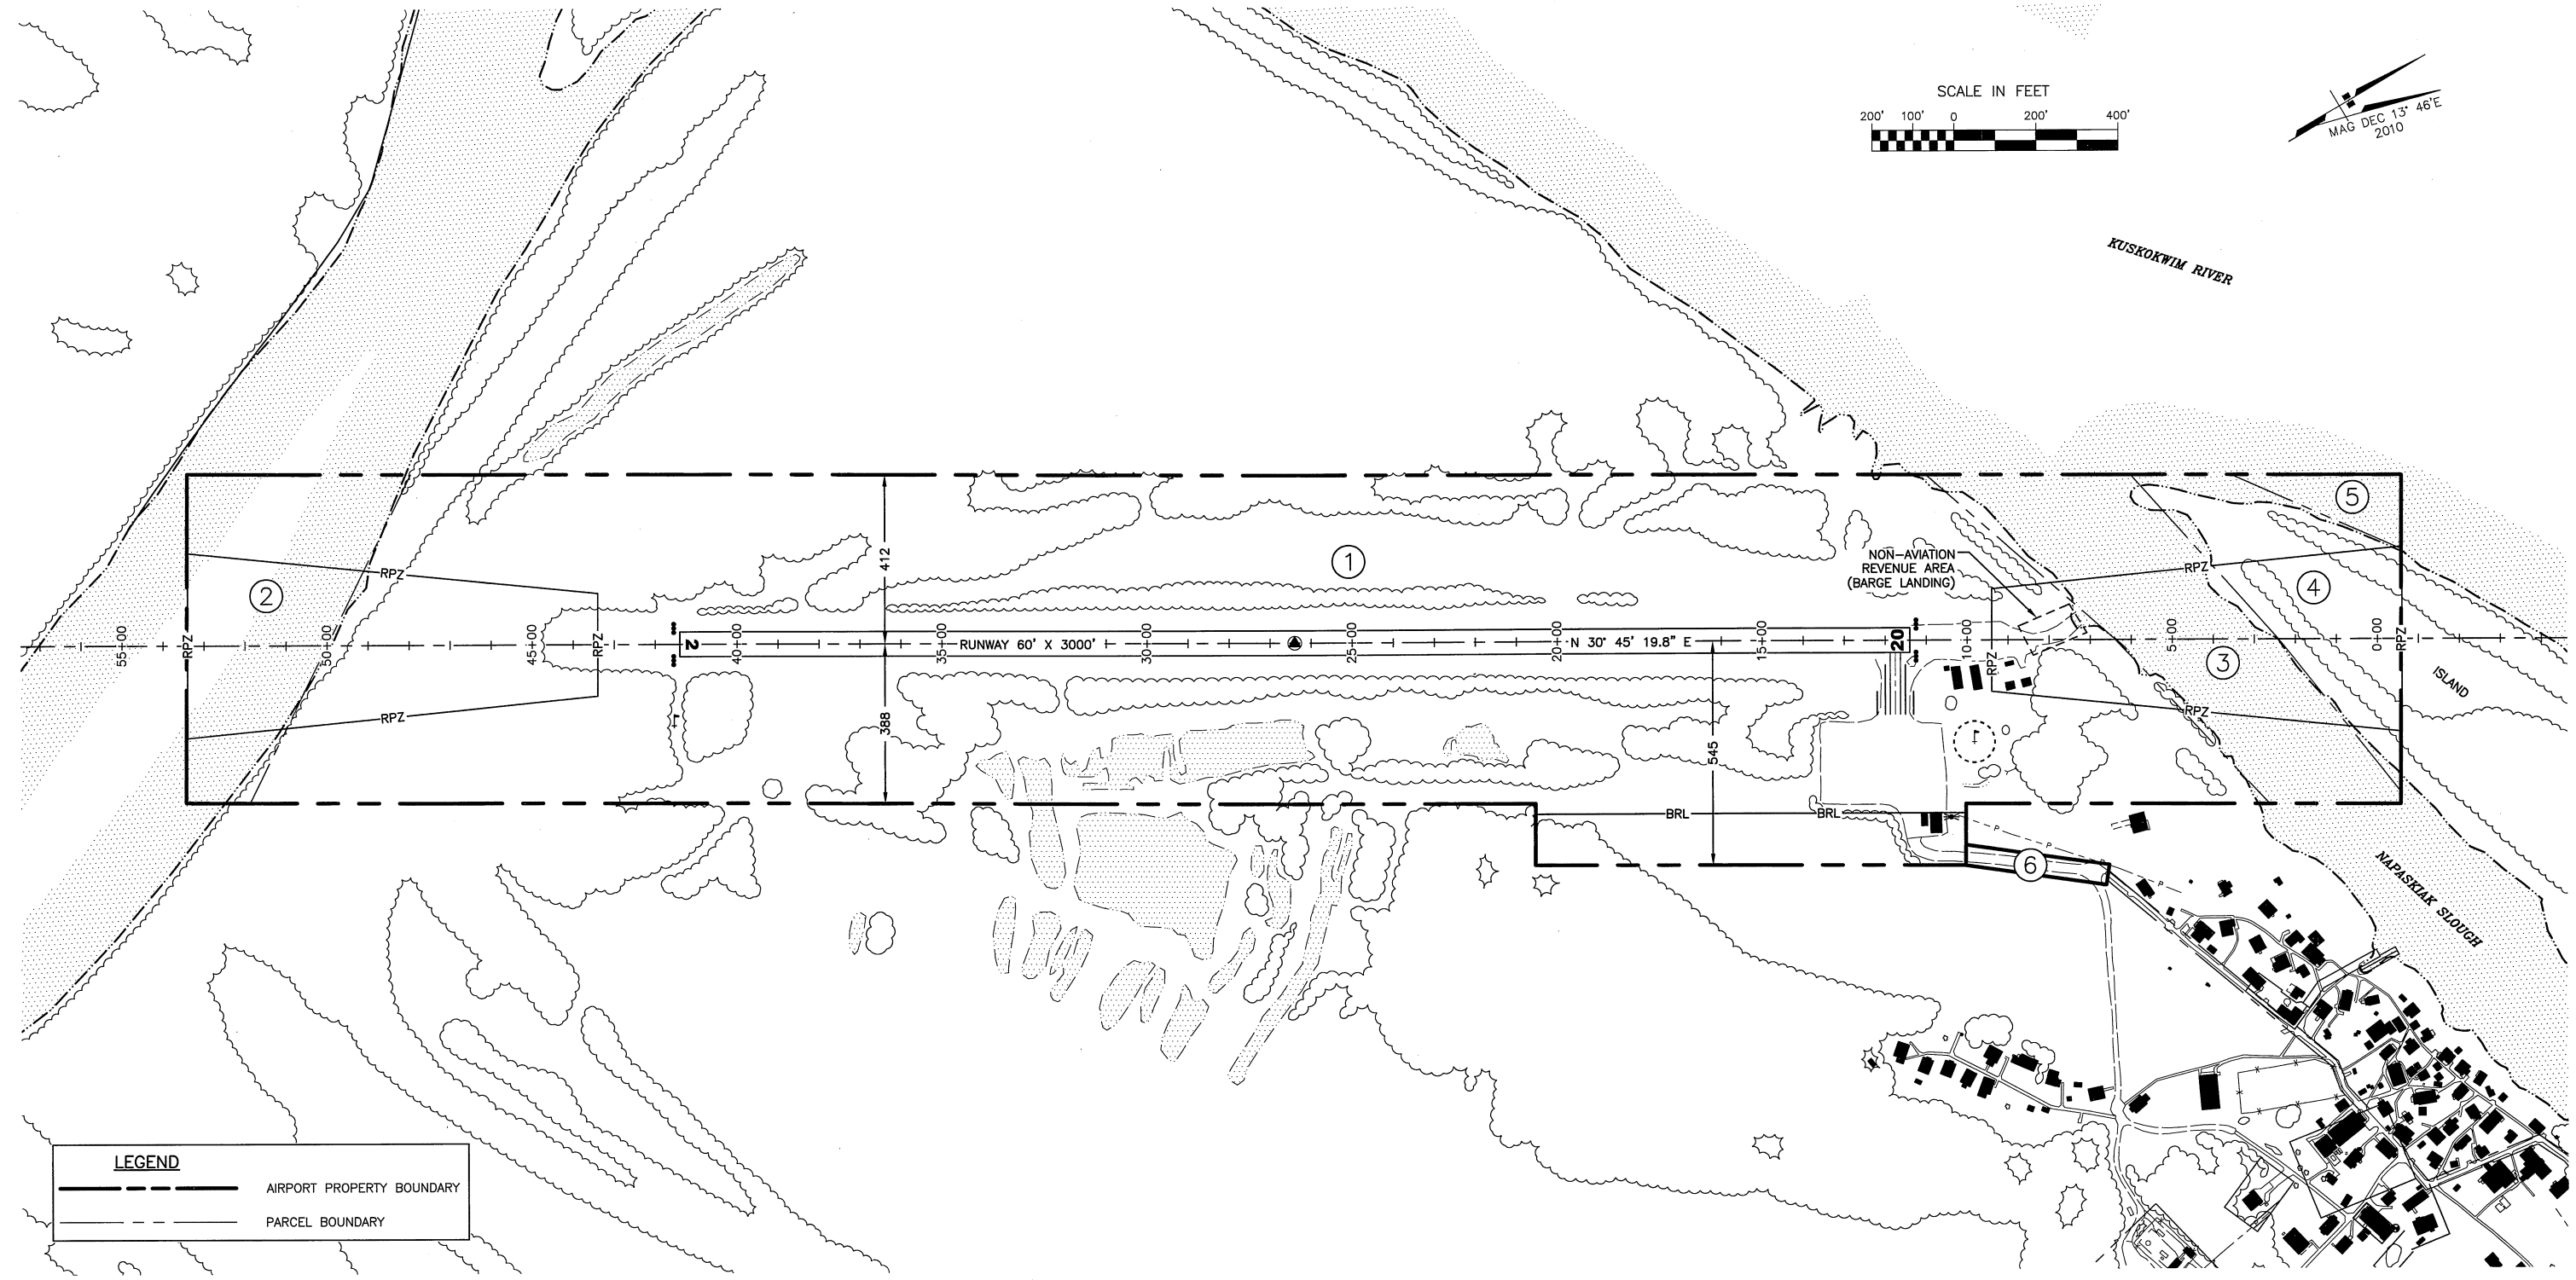 SCALE IN FEET
200' 100' 0 200' 400'
MAG DEC 13° 46'E
2010
KUSKOKWIM RIVER
5
1
412
NON-AVIATION
REVENUE AREA
(BARGE LANDING)
RPZ
RPZ
2
4
55+00
RPZ
50+00
45+00
RPZ
2
40+00
35+00
RUNWAY 60' X 3000'
30+00
25+00
20+00
N 30° 45' 19.8" E
15+00
20
10+00
RPZ
5+00
0+00
RPZ
3
ISLAND
RPZ
RPZ
388
545
BRL
BRL
P
P
6
P
NAPASKIAK SLOUGH
LEGEND
AIRPORT PROPERTY BOUNDARY
PARCEL BOUNDARY